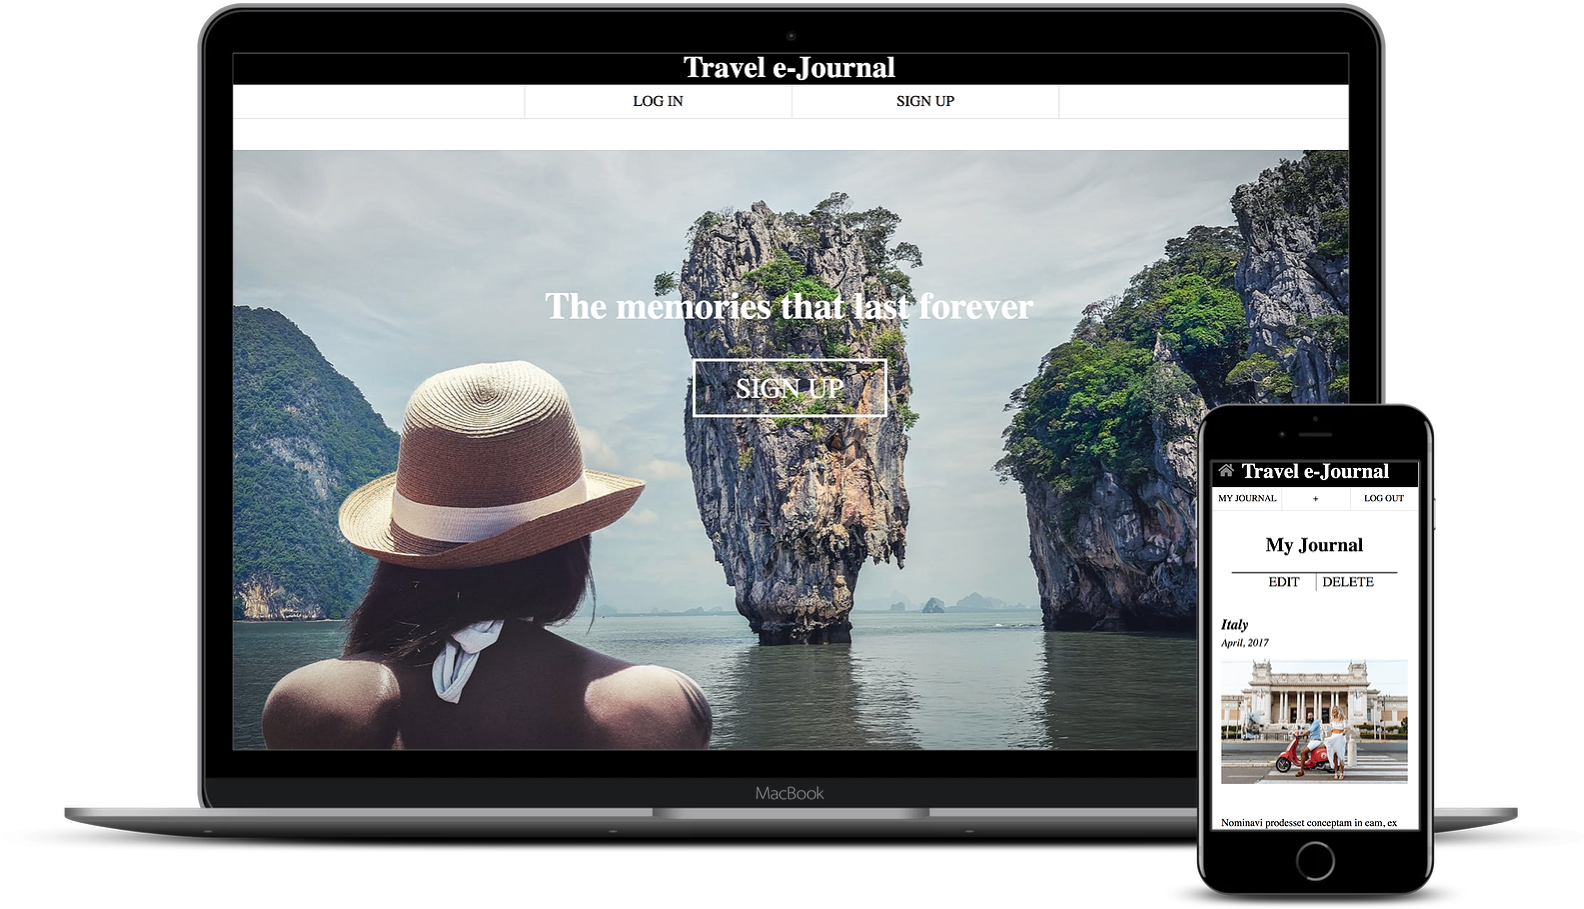 Travel e-Journal
LOG IN
SIGN UP
The memories that last forever
SIGN UP
MacBook
Travel e-Journal
MY JOURNAL
+
LOG OUT
My Journal
EDIT
DELETE
Italy
April, 2017
Nominavi prodesset conceptam in eam, ex